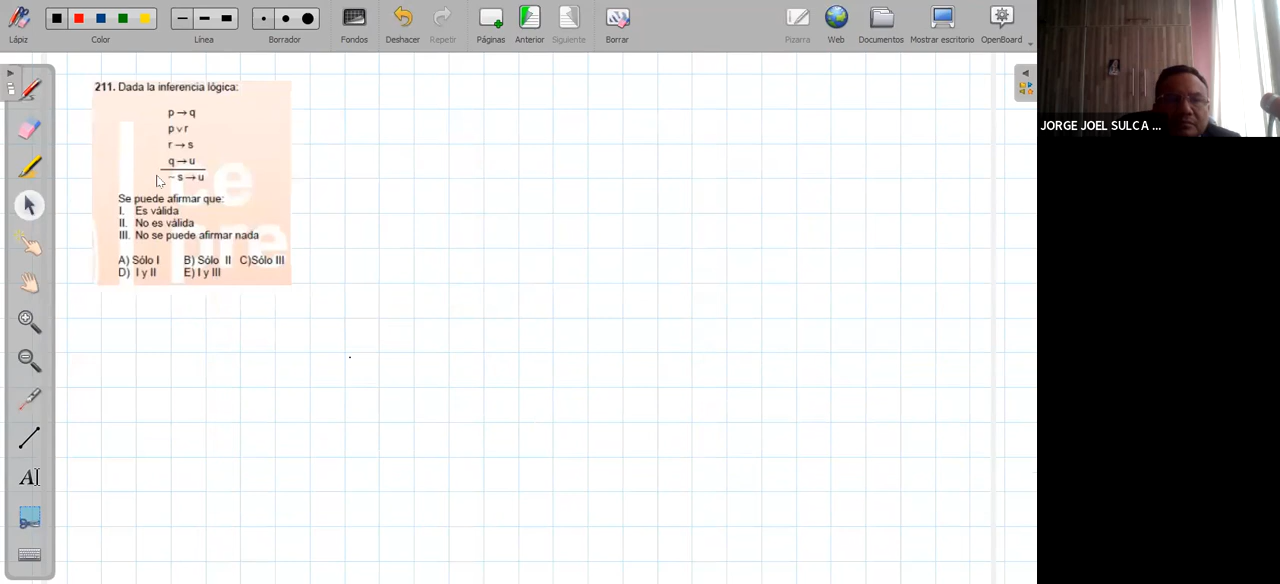 Lápiz
Color
Línea
Borrador
Fondos
Deshacer
Repetir
Páginas
Anterior
Siguiente
Borrar
Pizarra
Web
Documentos
Mostrar escritorio
OpenBoard
JORGE JOEL SULCA ...
211. Dada la inferencia lógica:
p → q
p v r
r → s
q → u
~ s → u
Se puede afirmar que:
I. Es válida
II. No es válida
III. No se puede afirmar nada
A) Sólo I B) Sólo II C)Sólo III
D) I y II E) I y III